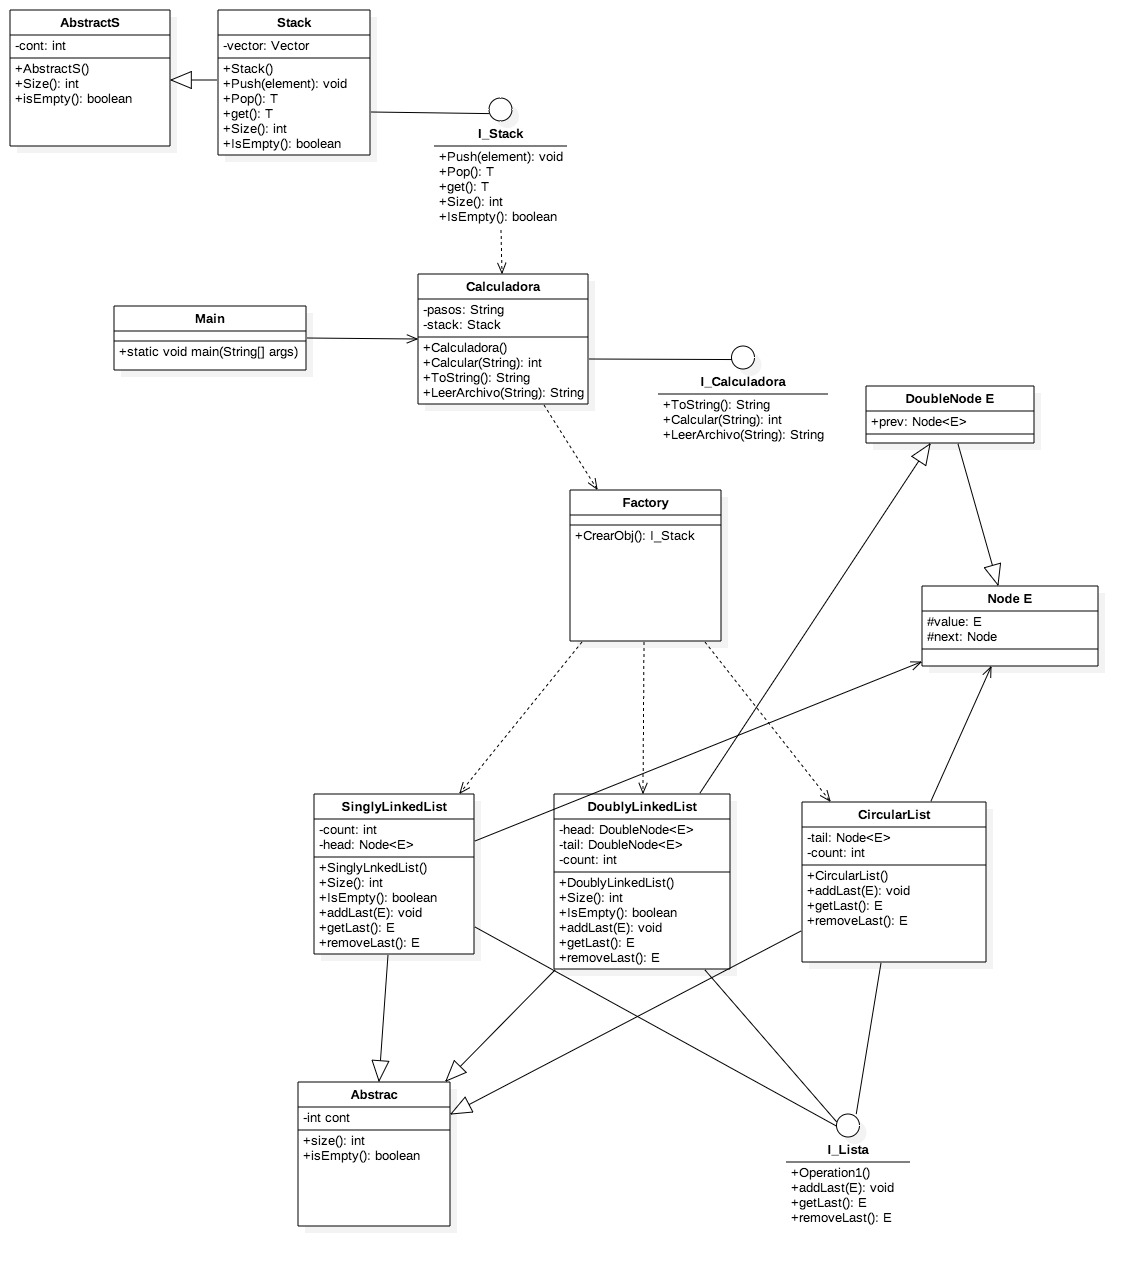 AbstractS
-cont: int
+AbstractS()
+Size(): int
+isEmpty(): boolean
Stack
-vector: Vector
+Stack()
+Push(element): void
+Pop(): T
+get(): T
+Size(): int
+IsEmpty(): boolean
I_Stack
+Push(element): void
+Pop(): T
+get(): T
+Size(): int
+IsEmpty(): boolean
Main
+static void main(String[] args)
Calculadora
-pasos: String
-stack: Stack
+Calculadora()
+Calcular(String): int
+ToString(): String
+LeerArchivo(String): String
I_Calculadora
+ToString(): String
+Calcular(String): int
+LeerArchivo(String): String
DoubleNode E
+prev: Node<E>
Factory
+CrearObj(): I_Stack
Node E
#value: E
#next: Node
SinglyLinkedList
-count: int
-head: Node<E>
+SinglyLnkedList()
+Size(): int
+IsEmpty(): boolean
+addLast(E): void
+getLast(): E
+removeLast(): E
DoublyLinkedList
-head: DoubleNode<E>
-tail: DoubleNode<E>
-count: int
+DoublyLinkedList()
+Size(): int
+IsEmpty(): boolean
+addLast(E): void
+getLast(): E
+removeLast(): E
CircularList
-tail: Node<E>
-count: int
+CircularList()
+addLast(E): void
+getLast(): E
+removeLast(): E
Abstrac
-int cont
+size(): int
+isEmpty(): boolean
I_Lista
+Operation1()
+addLast(E): void
+getLast(): E
+removeLast(): E